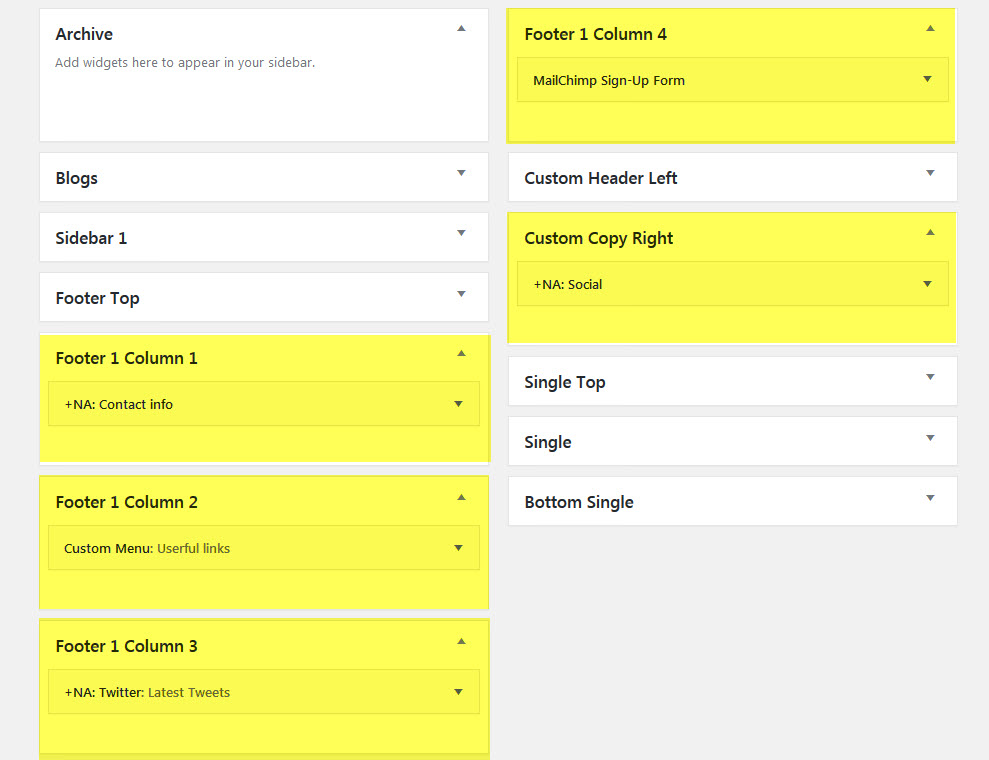 Archive
Add widgets here to appear in your sidebar.
Blogs
Sidebar 1
Footer Top
Footer 1 Column 1
+NA: Contact info
Footer 1 Column 2
Custom Menu: Userful links
Footer 1 Column 3
+NA: Twitter: Latest Tweets
Footer 1 Column 4
MailChimp Sign-Up Form
Custom Header Left
Custom Copy Right
+NA: Social
Single Top
Single
Bottom Single